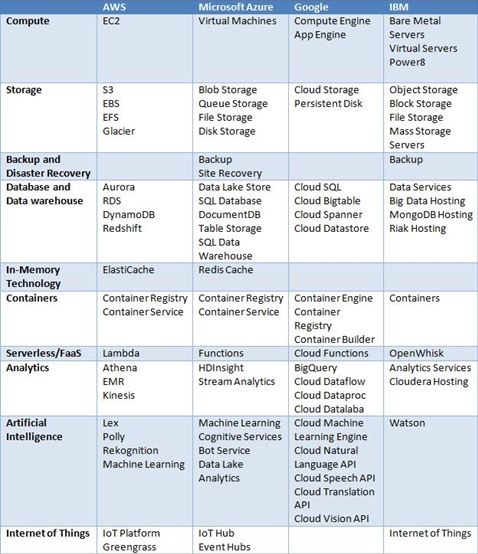 AWS Microsoft Azure Google IBM
Compute EC2 Virtual Machines Compute Engine Bare Metal
App Engine Servers
Virtual Servers
Power8
Storage S3 Blob Storage Cloud Storage Object Storage
EBS Queue Storage Persistent Disk Block Storage
EFS File Storage File Storage
Glacier Disk Storage Mass Storage
Servers
Backup and Backup Backup
Disaster Recovery Site Recovery
Database and Aurora Data Lake Store Cloud SQL Data Services
Data warehouse RDS SQL Database Cloud Bigtable Big Data Hosting
DynamoDB DocumentDB Cloud Spanner MongoDB Hosting
Redshift Table Storage Cloud Datastore Riak Hosting
SQL Data
Warehouse
In-Memory ElastiCache Redis Cache
Technology
Containers Container Registry Container Registry Container Engine Containers
Container Service Container Service Container
Registry
Container Builder
Serverless/FaaS Lambda Functions Cloud Functions OpenWhisk
Analytics Athena HDInsight BigQuery Analytics Services
EMR Stream Analytics Cloud Dataflow Cloudera Hosting
Kinesis Cloud Dataproc
Cloud Datalaba
Artificial Lex Machine Learning Cloud Machine Watson
Intelligence Polly Cognitive Services Learning Engine
Rekognition Bot Service Cloud Natural
Machine Learning Data Lake Language API
Analytics Cloud Speech API
Cloud Translation
API
Cloud Vision API
Internet of Things IoT Platform IoT Hub Internet of Things
Greengrass Event Hubs